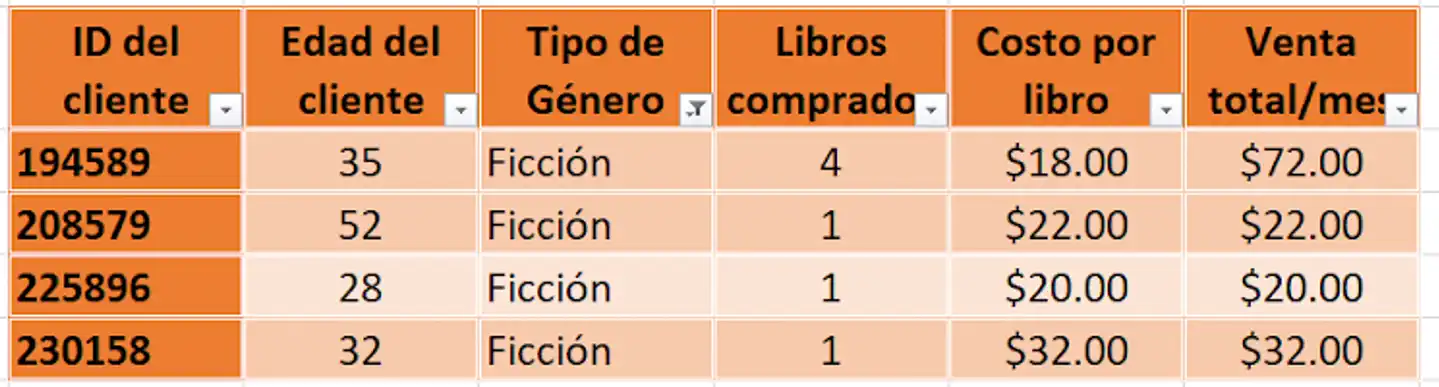 ID del cliente Edad del cliente Tipo de Género Libros comprado Costo por libro Venta total/mes
194589 35 Ficción 4 $18.00 $72.00
208579 52 Ficción 1 $22.00 $22.00
225896 28 Ficción 1 $20.00 $20.00
230158 32 Ficción 1 $32.00 $32.00